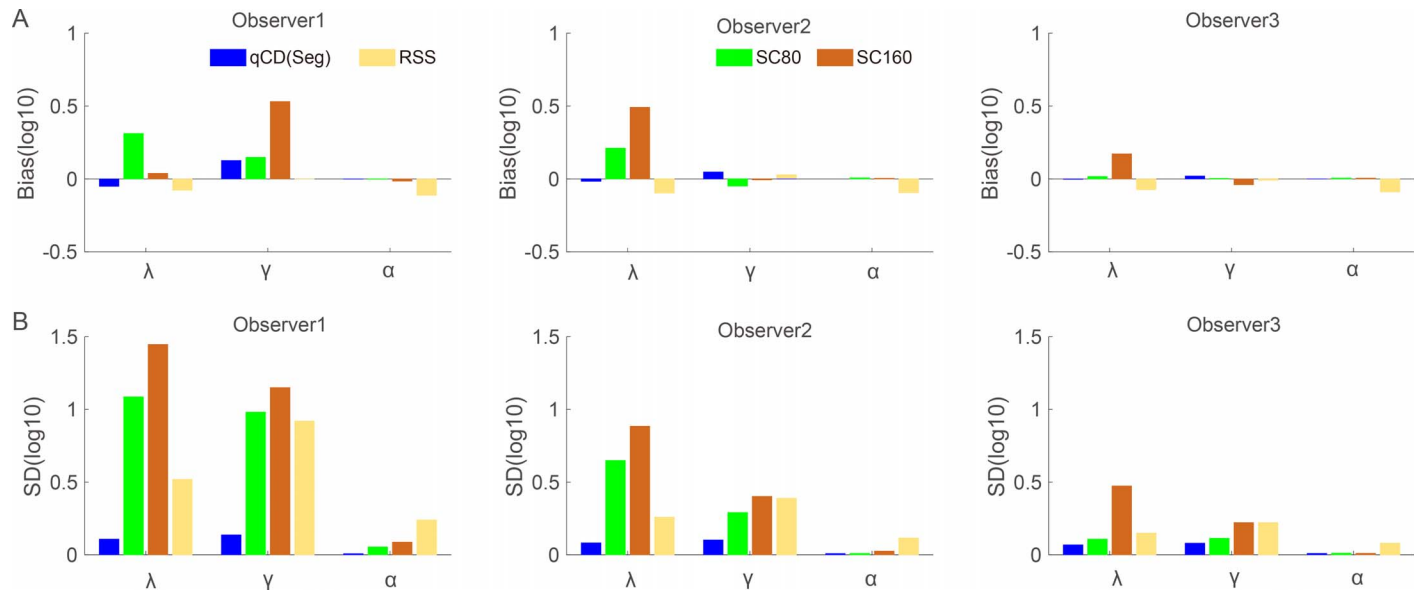 A
Observer1
Observer2
Observer3
qCD(Seg)
RSS
SC80
SC160
Bias(log10)
1
0.5
0
-0.5
λ
γ
α
Bias(log10)
1
0.5
0
-0.5
λ
γ
α
Bias(log10)
1
0.5
0
-0.5
λ
γ
α
B
Observer1
Observer2
Observer3
SD(log10)
1.5
1
0.5
0
λ
γ
α
SD(log10)
1.5
1
0.5
0
λ
γ
α
SD(log10)
1.5
1
0.5
0
λ
γ
α